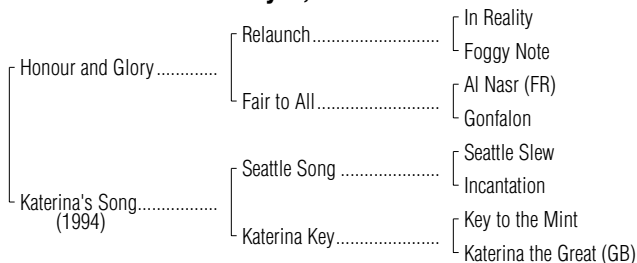 In Reality
Relaunch
Foggy Note
Honour and Glory
Al Nasr (FR)
Fair to All
Gonfalon
Seattle Slew
Seattle Song
Incantation
Katerina's Song
(1994)
Key to the Mint
Katerina Key
Katerina the Great (GB)